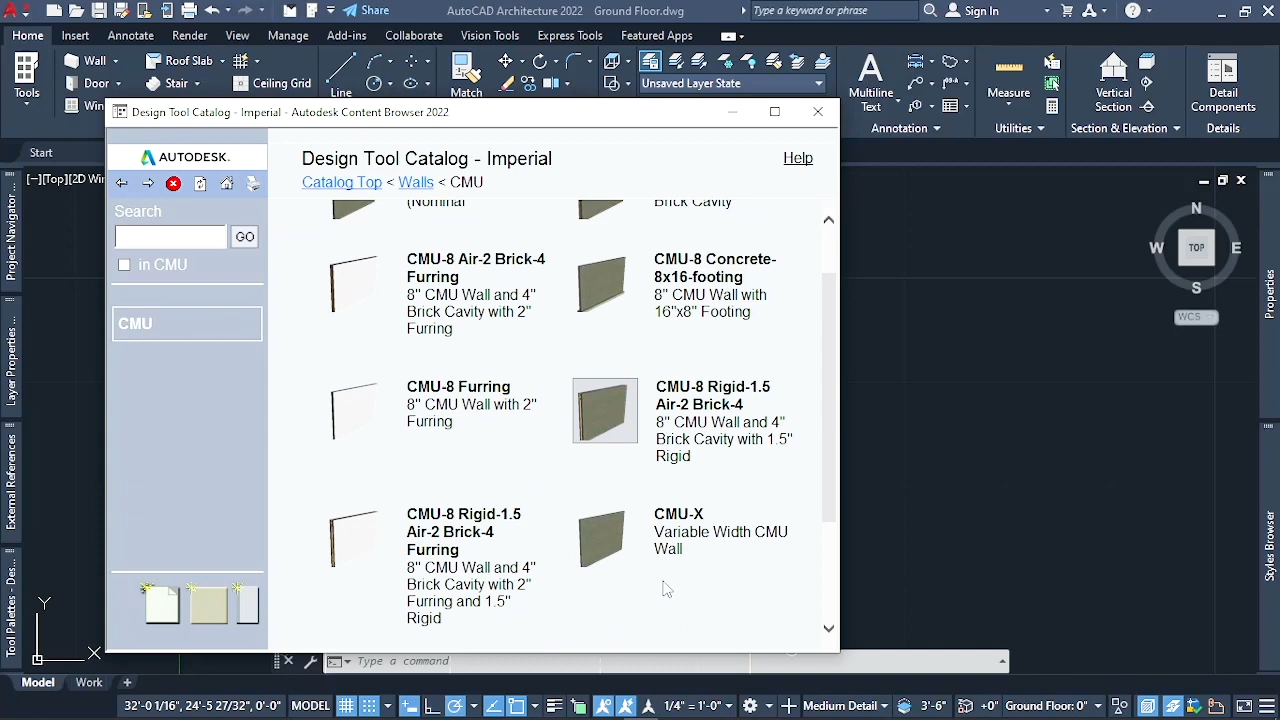 Share
AutoCAD Architecture 2022 Ground Floor.dwg
Type a keyword or phrase
Sign In
Home Insert Annotate Render View Manage Add-ins Collaborate Vision Tools Express Tools Featured Apps
Tools
Wall
Door
Roof Slab
Stair
Ceiling Grid
Line
Match
Unsaved Layer State
Multiline
Text
Annotation
Measure
Utilities
Vertical
Section
Section & Elevation
Detail
Components
Details
Start
[−][Top][2D
Design Tool Catalog - Imperial - Autodesk Content Browser 2022
AUTODESK.
Search
GO
in CMU
CMU
Design Tool Catalog - Imperial
Help
Catalog Top < Walls < CMU
(Nominal
Brick Cavity
CMU-8 Air-2 Brick-4
Furring
8" CMU Wall and 4"
Brick Cavity with 2"
Furring
CMU-8 Concrete-
8x16-footing
8" CMU Wall with
16"x8" Footing
CMU-8 Furring
8" CMU Wall with 2"
Furring
CMU-8 Rigid-1.5
Air-2 Brick-4
8" CMU Wall and 4"
Brick Cavity with 1.5"
Rigid
CMU-8 Rigid-1.5
Air-2 Brick-4
Furring
8" CMU Wall and 4"
Brick Cavity with 2"
Furring and 1.5"
Rigid
CMU-X
Variable Width CMU
Wall
Project Navigator
Layer Properties...
External References
Tool Palettes - Des...
Properties
Styles Browser
N
W TOP E
S
WCS
Y
X
Type a command
Model Work +
32'-0 1/16", 24'-5 27/32", 0'-0" MODEL 1/4" = 1'-0" Medium Detail 3'-6" +0" Ground Floor:0"